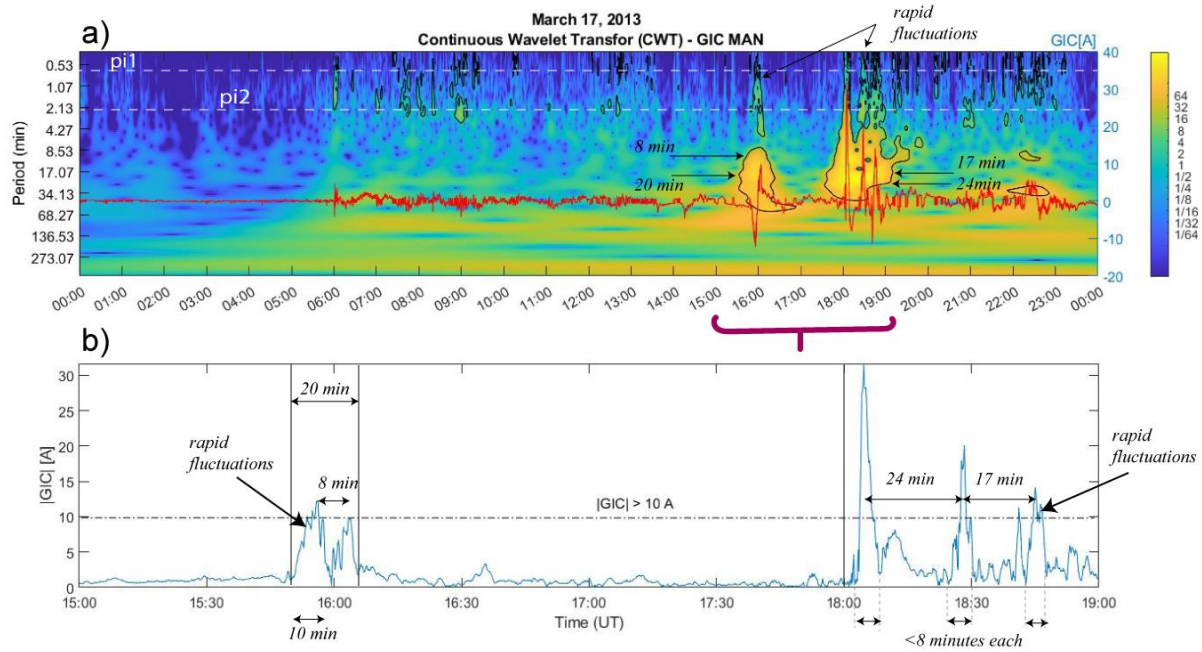 March 17, 2013
a)
Continuous Wavelet Transfor (CWT) - GIC MAN
rapid
fluctuations
GIC[A]
Period (min)
0.53
1.07
2.13
4.27
8.53
17.07
34.13
68.27
136.53
273.07
pi1
pi2
8 min
20 min
17 min
24min
40
30
20
10
0
-10
-20
64
32
16
8
4
2
1
1/2
1/4
1/8
1/16
1/32
1/64
00:00 01:00 02:00 03:00 04:00 05:00 06:00 07:00 08:00 09:00 10:00 11:00 12:00 13:00 14:00 15:00 16:00 17:00 18:00 19:00 20:00 21:00 22:00 23:00 00:00
b)
|GIC| [A]
30
25
20
15
10
5
0
20 min
rapid
fluctuations
8 min
|GIC| > 10 A
24 min
17 min
rapid
fluctuations
15:00 15:30 16:00 16:30 17:00 17:30 18:00 18:30 19:00
10 min
Time (UT)
<8 minutes each